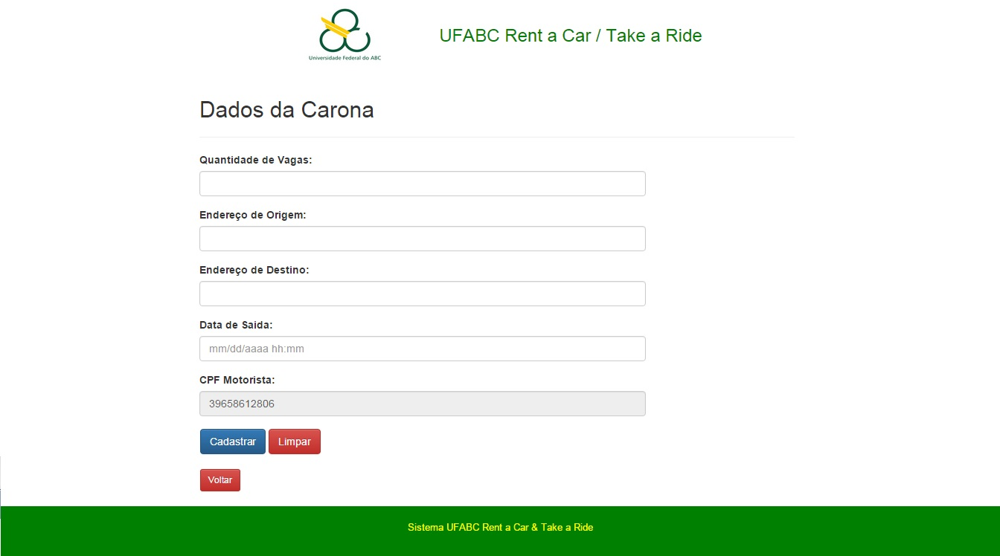 Universidade Federal do ABC
UFABC Rent a Car / Take a Ride
Dados da Carona
Quantidade de Vagas:
Endereço de Origem:
Endereço de Destino:
Data de Saida:
mm/dd/aaaa hh:mm
CPF Motorista:
39658612806
Cadastrar Limpar
Voltar
Sistema UFABC Rent a Car & Take a Ride